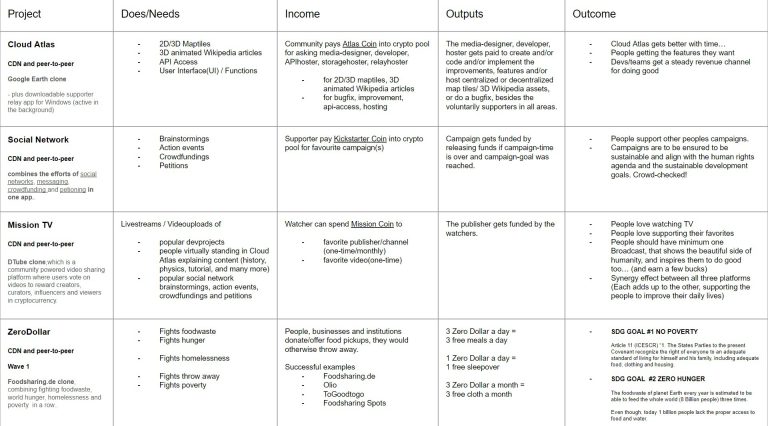 Project
Does/Needs
Income
Outputs
Outcome
Cloud Atlas
CDN and peer-to-peer
Google Earth clone
- plus downloadable supporter
relay app for Windows (active in
the background)
- 2D/3D Maptiles
- 3D animated Wikipedia articles
- API Access
- User Interface(UI) / Functions
Community pays Atlas Coin into crypto pool
for asking media-designer, developer,
APIhoster, storagehoster, relayhoster
- for 2D/3D maptiles, 3D
animated Wikipedia articles
- for bugfix, improvement,
api-access, hosting
The media-designer, developer,
hoster gets paid to create and/or
code and/or implement the
improvements, features and/or
host centralized or decentralized
map tiles/ 3D Wikipedia assets,
or do a bugfix, besides the
voluntarily supporters in all areas.
- Cloud Atlas gets better with time…
- People getting the features they want
- Devs/teams get a steady revenue channel
for doing good
Social Network
CDN and peer-to-peer
combines the efforts of social
networks, messaging,
crowdfunding and petioning in
one app.
- Brainstormings
- Action events
- Crowdfundings
- Petitions
Supporter pay Kickstarter Coin into crypto
pool for favourite campaign(s)
Campaign gets funded by
releasing funds if campaign-time
is over and campaign-goal was
reached.
- People support other peoples campaigns.
- Campaigns are to be ensured to be
sustainable and align with the human rights
agenda and the sustainable development
goals. Crowd-checked!
Mission TV
CDN and peer-to-peer
DTube clone,which is a
community powered video sharing
platform where users vote on
videos to reward creators,
curators, influencers and viewers
in cryptocurrency.
Livestreams / Videouploads of
- popular devprojects
- people virtually standing in Cloud
Atlas explaining content (history,
physics, tutorial, and many more)
- popular social network
brainstorms, action events,
crowdfundings and petitions
Watcher can spend Mission Coin to
- favorite publisher/channel
(one-time/monthly)
- favorite video(one-time)
The publisher gets funded by the
watchers.
- People love watching TV
- People love supporting their favorites
- People should have minimum one
Broadcast, that shows the beautiful side of
humanity, and inspires them to do good
too… (and earn a few bucks)
- Synergy effect between all three platforms
(Each adds up to the other, supporting the
people to improve their daily lives)
ZeroDollar
CDN and peer-to-peer
Wave 1
Foodsharing.de clone,
combining fighting foodwaste,
world hunger, homelessness and
poverty in a row.
- Fights foodwaste
- Fights hunger
- Fights homelessness
- Fights throw away
- Fights poverty
People, businesses and institutions
donate/offer food pickups, they would
otherwise throw away.
Successful examples
- Foodsharing.de
- Olio
- ToGoodtogo
- Foodsharing Spots
3 Zero Dollar a day =
3 free meals a day
1 Zero Dollar a day =
1 free sleepover
3 Zero Dollar a month =
3 free cloth a month
- SDG GOAL #1 NO POVERTY
Article 11 (ICESCR) "1. The States Parties to the present
Covenant recognize the right of everyone to an adequate
standard of living for himself and his family, including adequate
food, clothing and housing.
- SDG GOAL #2 ZERO HUNGER
The foodwaste of planet Earth every year is estimated to be
able to feed the whole world (8 Billion people) three times.
Even though, today 1 billion people lack the proper access to
food and water.